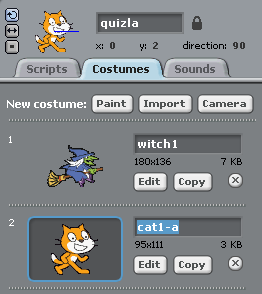 quizla
x: 0 y: 2 direction: 90
Scripts Costumes Sounds
New costume: Paint Import Camera
1
witch1
180x136 7 KB
Edit Copy
2
cat1-a
95x111 3 KB
Edit Copy